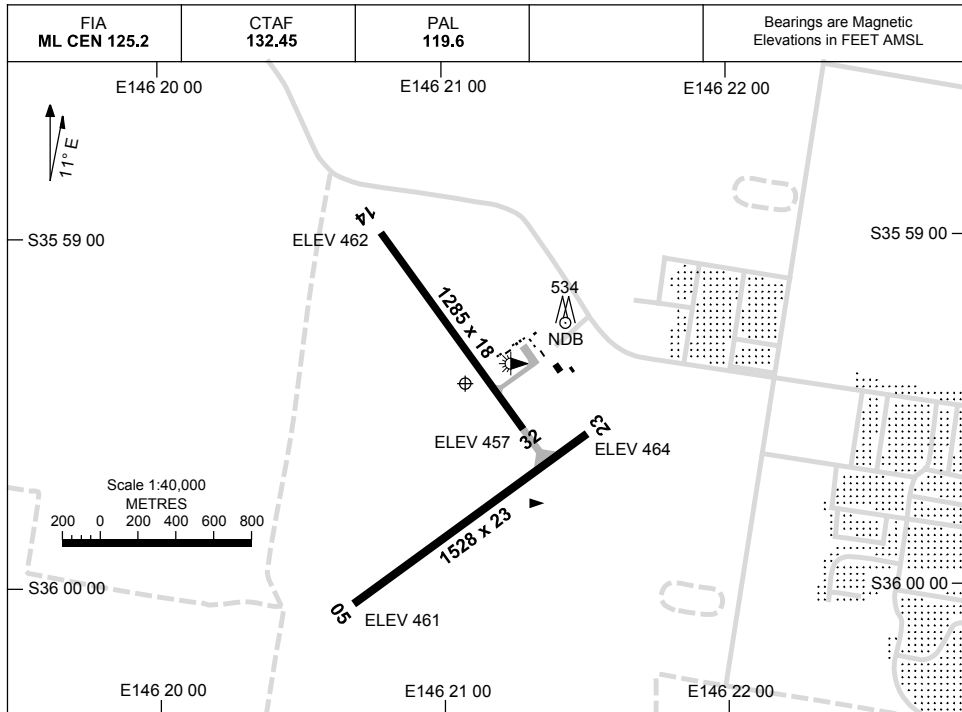 FIA
ML CEN 125.2
CTAF
132.45
PAL
119.6
Bearings are Magnetic
Elevations in FEET AMSL
E146 20 00
E146 21 00
E146 22 00
11° E
14
S35 59 00
ELEV 462
S35 59 00
534
NDB
1285 x 18
ELEV 457
32
23
ELEV 464
Scale 1:40,000
METRES
200 0 200 400 600 800
1528 x 23
S36 00 00
S36 00 00
05
ELEV 461
E146 20 00
E146 21 00
E146 22 00